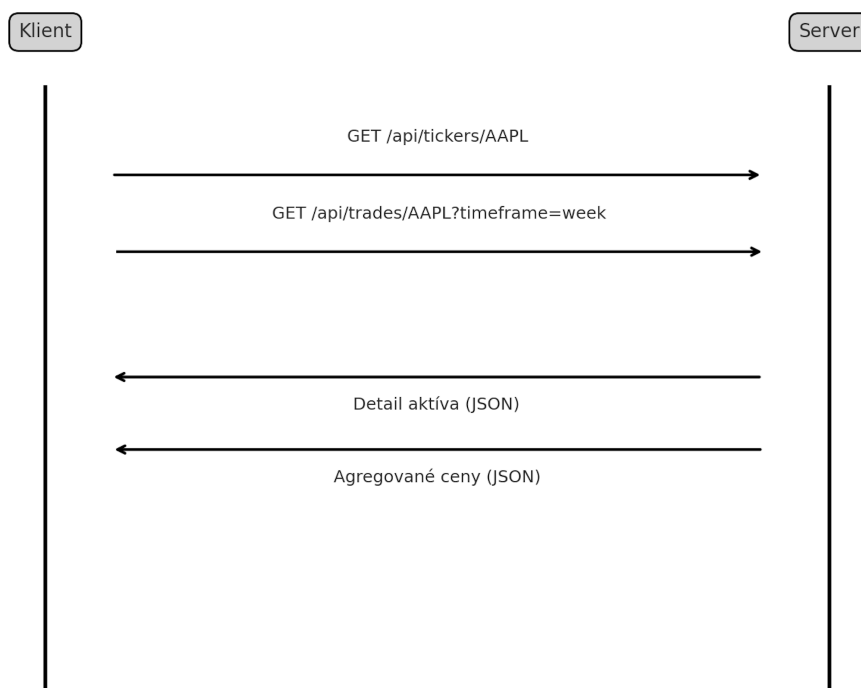 Klient
Server
GET /api/tickers/AAPL
GET /api/trades/AAPL?timeframe=week
Detail aktíva (JSON)
Agregované ceny (JSON)